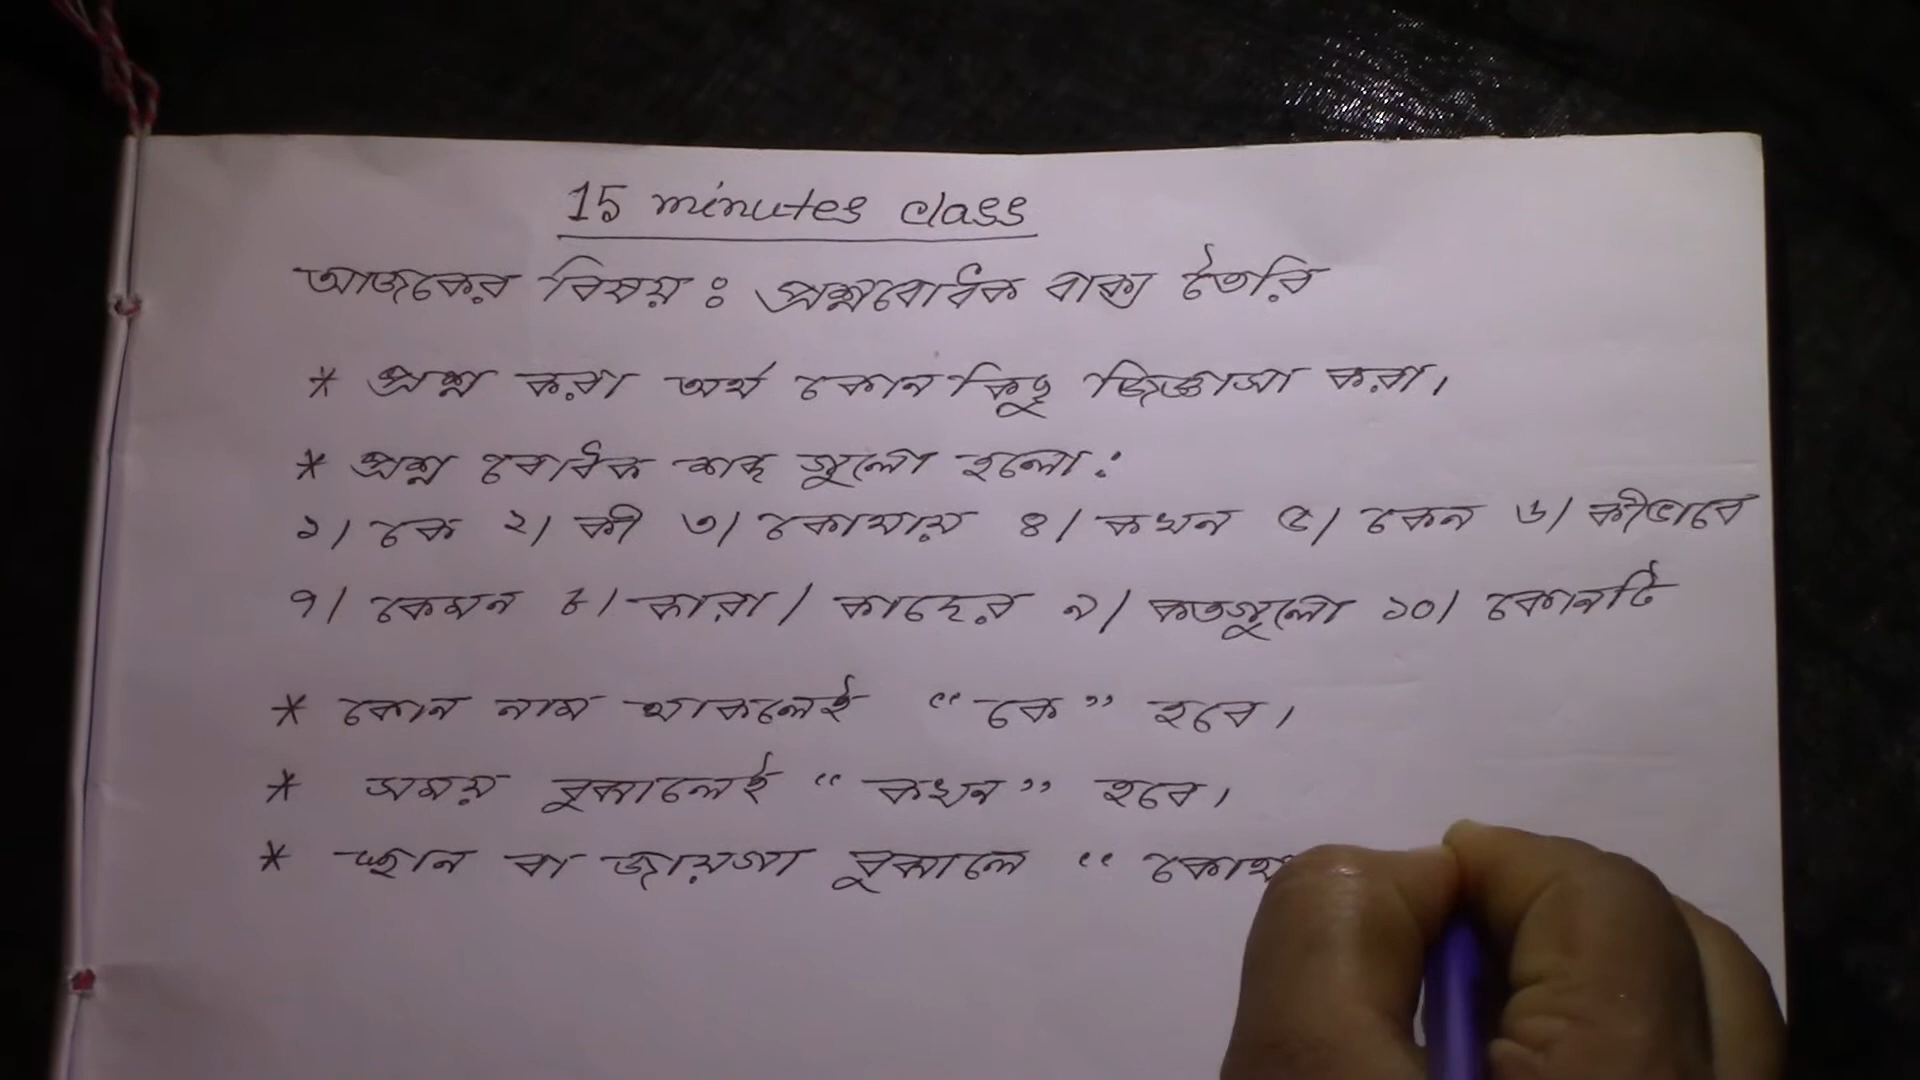 15 minutes class
আজকের বিষয় : প্রশ্নবোধক বাক্য তৈরি
* প্রশ্ন করা অর্থ কোন কিছু জিজ্ঞাসা করা।
* প্রশ্ন বোধক শব্দ গুলো হলো :
১/ কে ২/ কী ৩/ কোথায় ৪/ কখন ৫/ কেন ৬/ কীভাবে
৭/ কেমন ৮/ কারা / কাদের ৯/ কতগুলো ১০/ কোনটি
* কোন নাম থাকলেই “কে” হবে।
* সময় বুঝালেই “কখন” হবে।
* স্থান বা জায়গা বুঝালে “